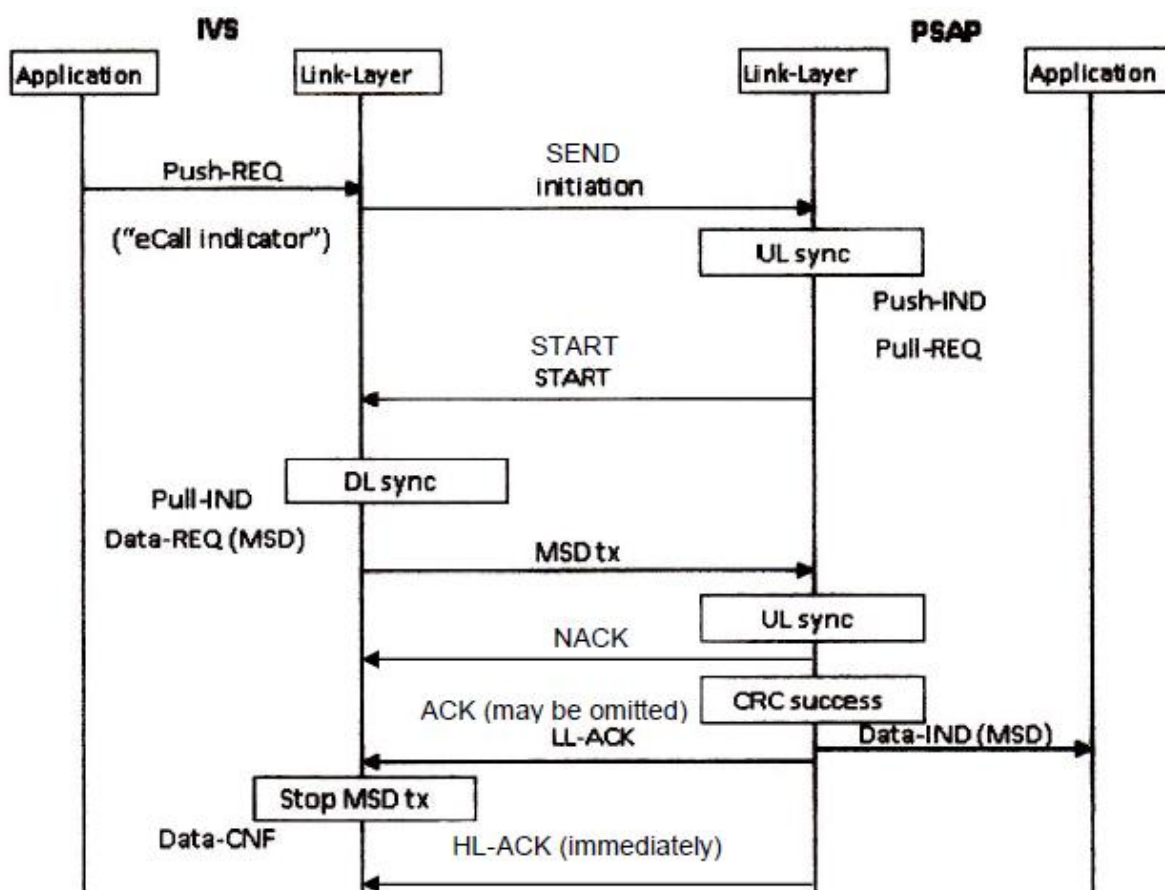 IVS
PSAP
Application
Link-Layer
Link-Layer
Application
Push-REQ
SEND
initiation
("eCall indicator")
UL sync
Push-IND
START
Pull-REQ
START
DL sync
Pull-IND
Data-REQ (MSD)
MSD tx
UL sync
NACK
CRC success
ACK (may be omitted)
LL-ACK
Data-IND (MSD)
Stop MSD tx
Data-CNF
HL-ACK (immediately)